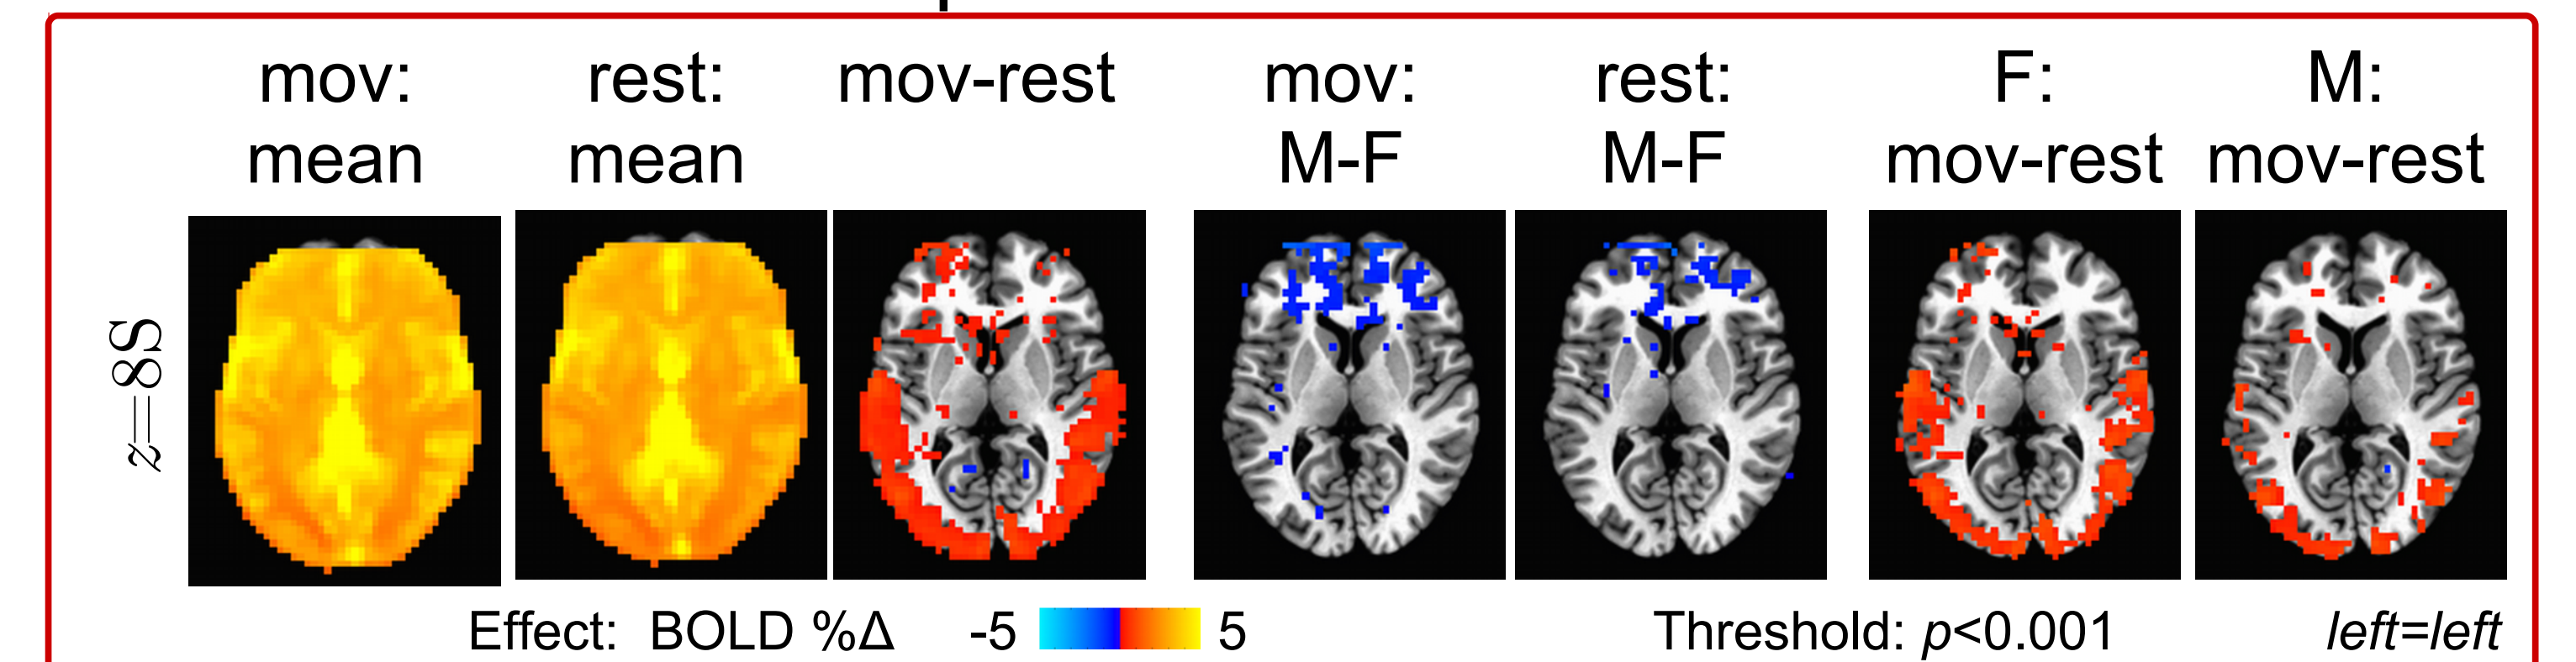 mov: mean
rest: mean
mov-rest
mov: M-F
rest: M-F
F: mov-rest
M: mov-rest
z=8S
Effect: BOLD %Δ -5 5
Threshold: p<0.001
left=left